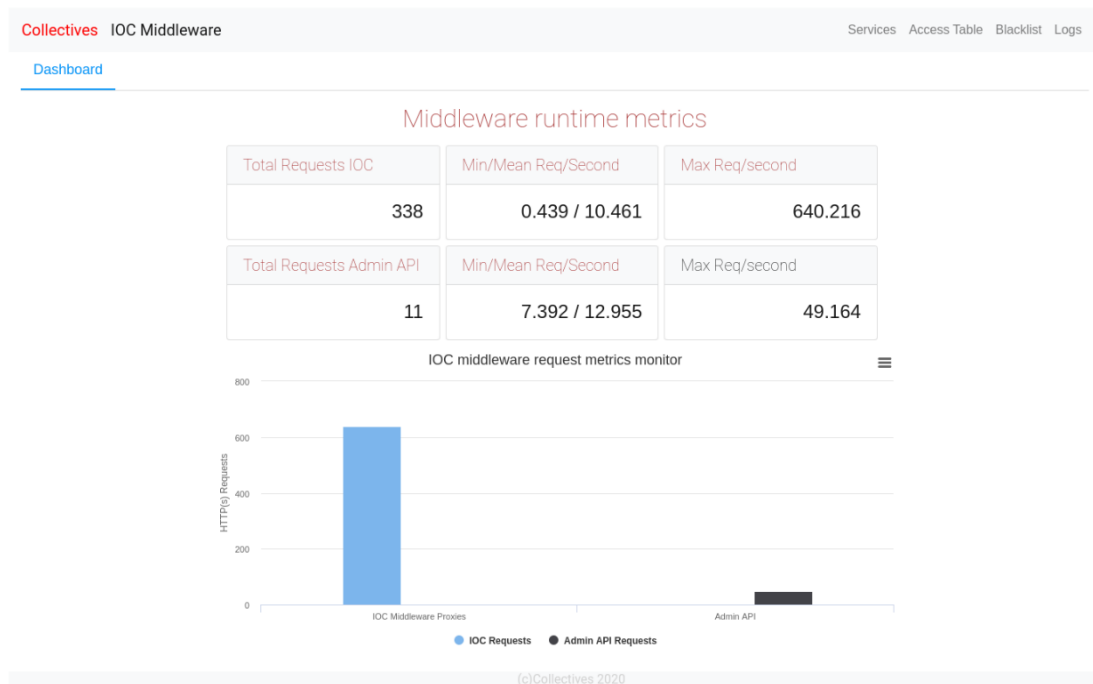 Collectives IOC Middleware Services Access Table Blacklist Logs
Dashboard
Middleware runtime metrics
Total Requests IOC Min/Mean Req/Second Max Req/second
338 0.439 / 10.461 640.216
Total Requests Admin API Min/Mean Req/Second Max Req/second
11 7.392 / 12.955 49.164
IOC middleware request metrics monitor
800
600
400
200
0
HTTP(s) Requests
IOC Middleware Proxies Admin API
IOC Requests Admin API Requests
(c)Collectives 2020